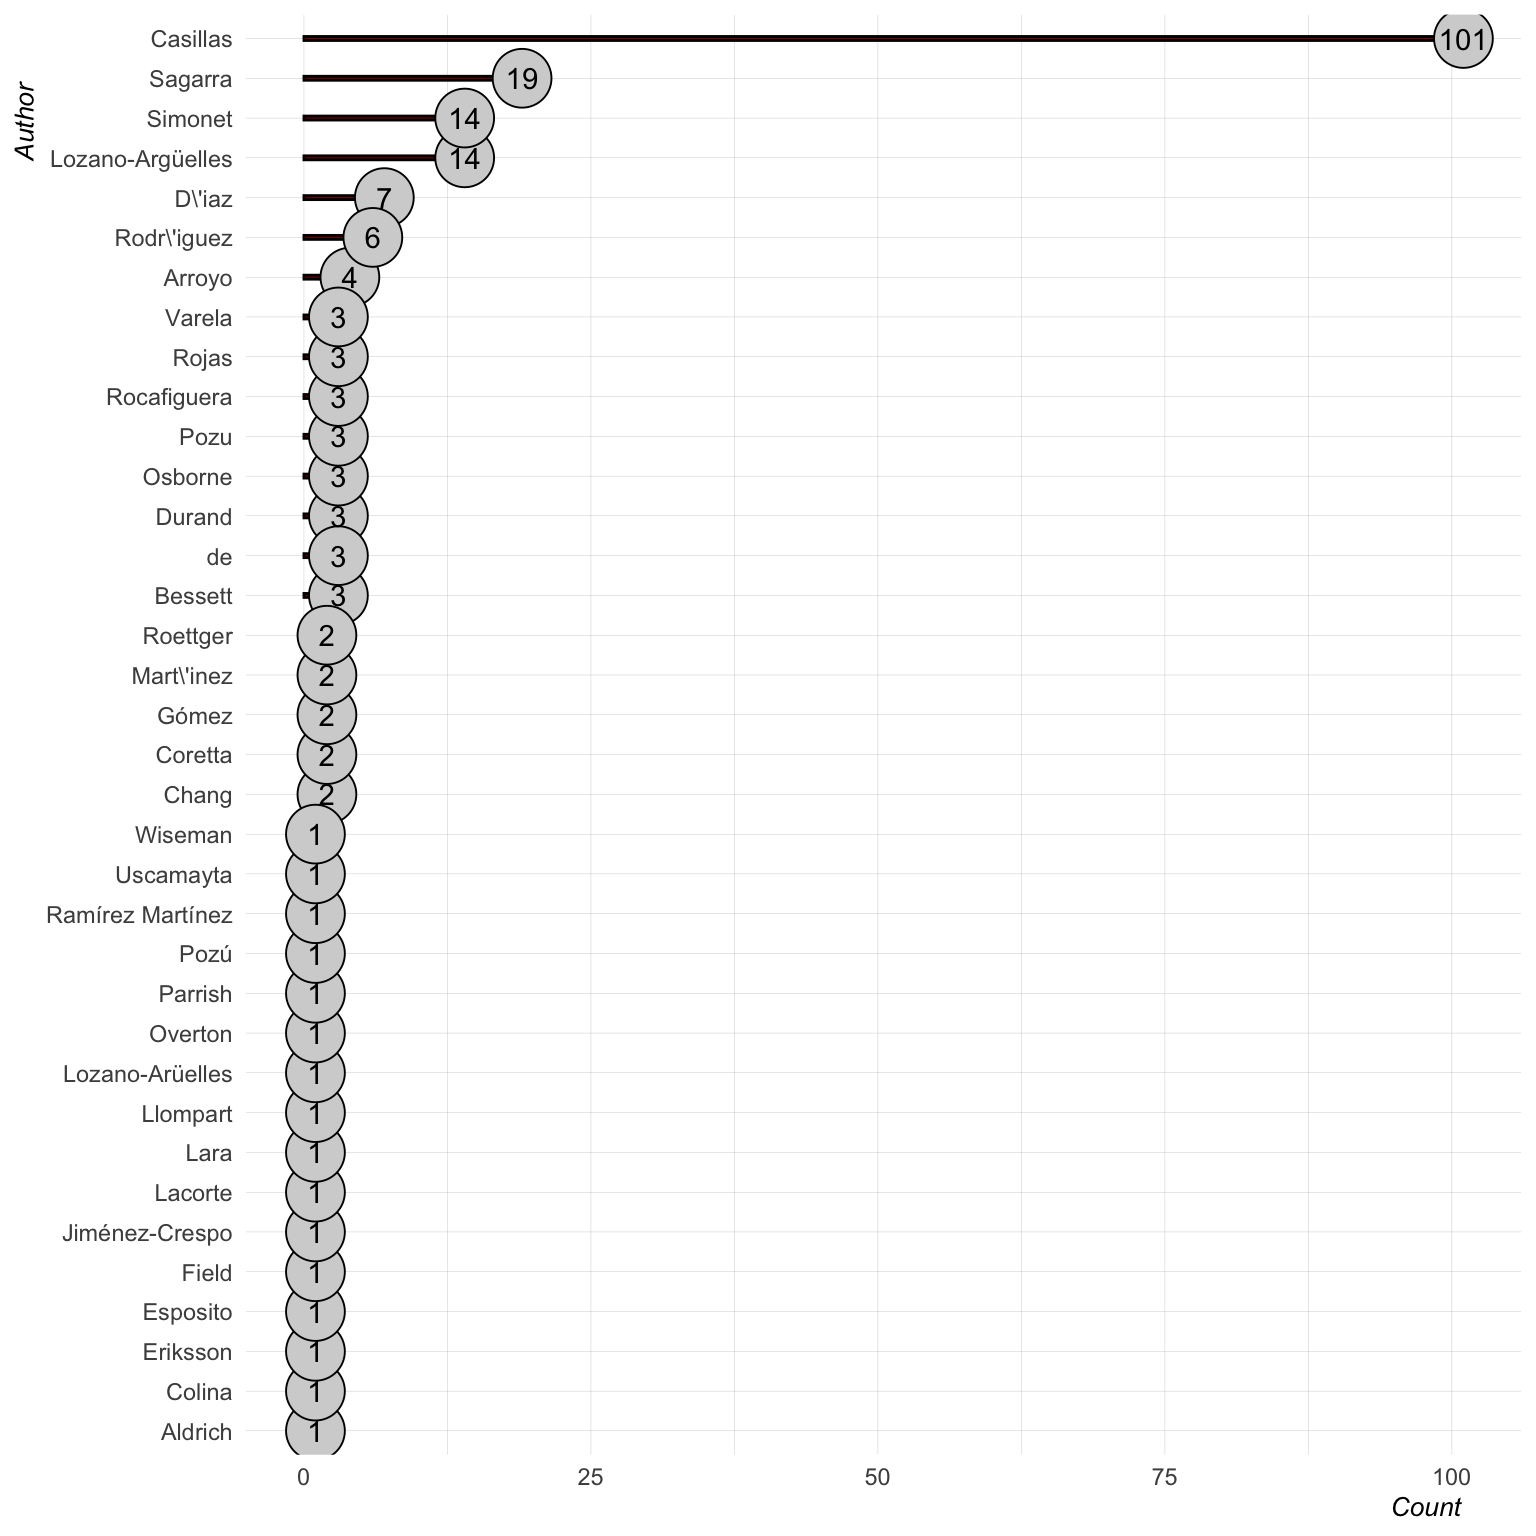 Author
Casillas 101
Sagarra 19
Simonet 14
Lozano-Argüelles 14
D\'iaz 7
Rodr\'iguez 6
Arroyo 4
Varela 3
Rojas 3
Rocafiguera 3
Pozu 3
Osborne 3
Durand 3
de 3
Bessett 3
Roettger 2
Mart\'inez 2
Gómez 2
Coretta 2
Chang 2
Wiseman 1
Uscamayta 1
Ramírez Martínez 1
Pozú 1
Parrish 1
Overton 1
Lozano-Arüelles 1
Llompart 1
Lara 1
Lacorte 1
Jiménez-Crespo 1
Field 1
Esposito 1
Eriksson 1
Colina 1
Aldrich 1
0 25 50 75 100
Count